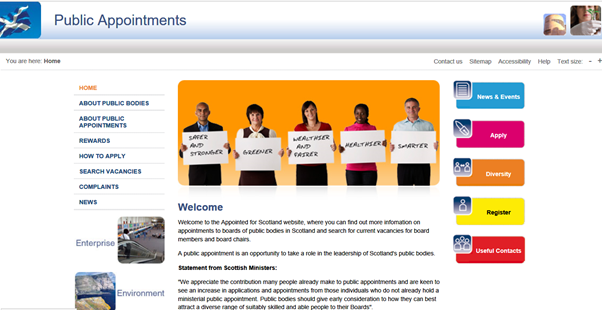 Public Appointments
You are here: Home
Contact us Sitemap Accessibility Help Text size: - +
HOME
ABOUT PUBLIC BODIES
ABOUT PUBLIC
APPOINTMENTS
REWARDS
HOW TO APPLY
SEARCH VACANCIES
COMPLAINTS
NEWS
Enterprise
Environment
SAFER
AND
STRONGER
GREENER
WEALTHIER
AND
FAIRER
HEALTHIER
SMARTER
Welcome
Welcome to the Appointed for Scotland website, where you can find out more infomation on
appointments to boards of public bodies in Scotland and search for current vacancies for board
members and board chairs.
A public appointment is an opportunity to take a role in the leadership of Scotland's public bodies.
Statement from Scottish Ministers:
"We appreciate the contribution many people already make to public appointments and are keen to
see an increase in applications and appointments from those individuals who do not already hold a
ministerial public appointment. Public bodies should give early consideration to how they can best
attract a diverse range of suitably skilled and able people to their Boards".
News & Events
Apply
Diversity
Register
Useful Contacts